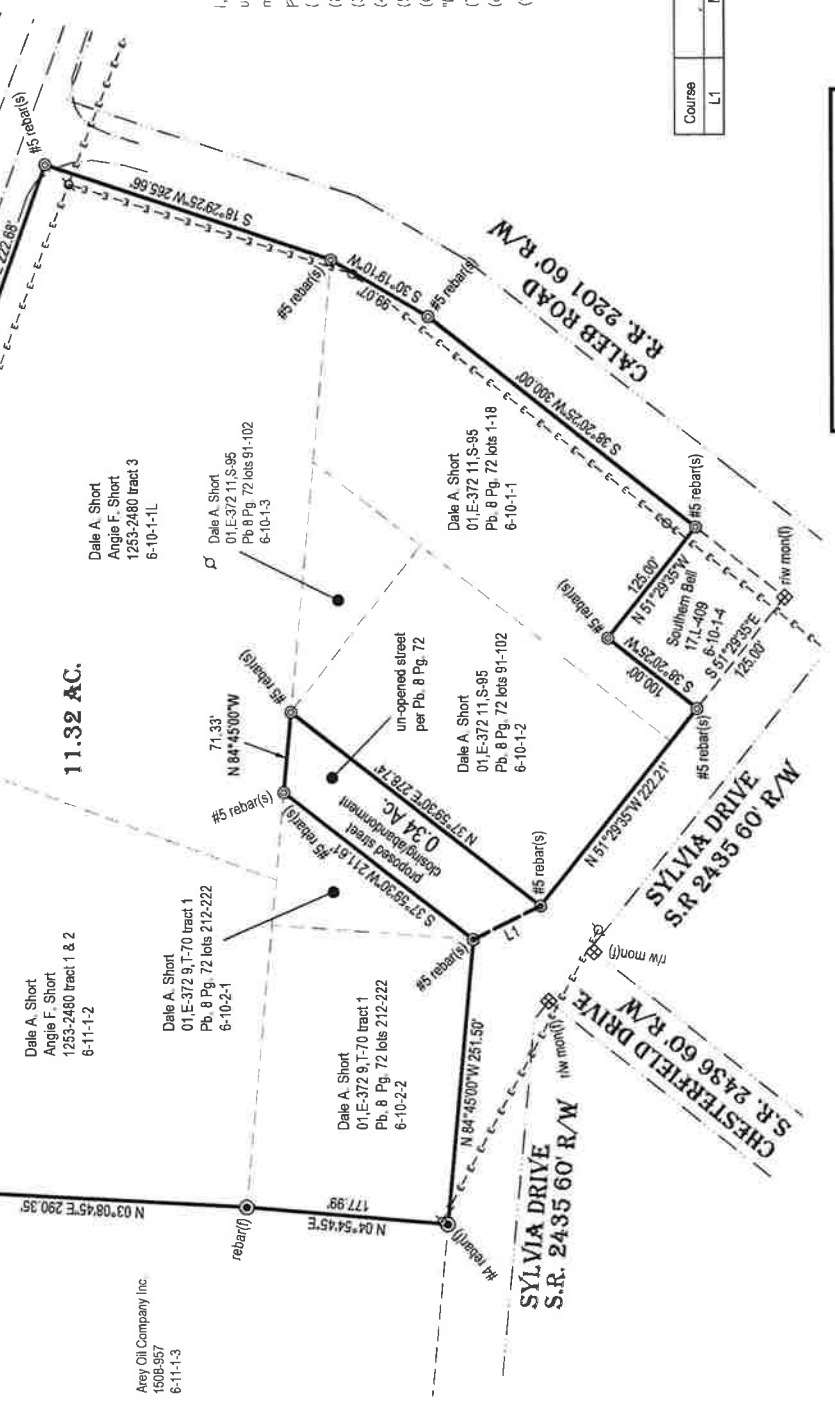 222.68'
#5 rebar(s)
S 18°29'25"W 265.66'
#5 rebar(s)
S 30°19'10"W
99.07'
#5 rebar(s)
CALEB ROAD
R.R. 2201 60' R/W
S 38°20'25"W 300.00'
Course
L1
Dale A. Short
Angie F. Short
1253-2480 tract 3
6-10-1-1L
Dale A. Short
01,E-372 11,S-95
Pb 8 Pg. 72 lots 91-102
6-10-1-3
Dale A. Short
01,E-372 11,S-95
Pb. 8 Pg. 72 lots 1-18
6-10-1-1
11.32 AC.
#5 rebar(s)
71.33'
N 84°45'00"W
un-opened street
per Pb. 8 Pg. 72
Dale A. Short
01,E-372 11,S-95
Pb. 8 Pg. 72 lots 91-102
6-10-1-2
#5 rebar(s)
#5 rebar(s)
125.00'
N 51°29'35"W
Southern Bell
17,L-409
6-10-1-4
S 38°20'25"W
100.00'
S 51°29'35"E
125.00'
r/w mon(f)
#5 rebar(s)
#5 rebar(s)
#5 rebar(s)
S 37°59'30"W 211.61'
proposed street
closing/abandonment
0.34 AC.
N 37°59'30"E 278.74'
#5 rebar(s)
N 51°29'35"W 222.21'
SYLVIA DRIVE
S.R 2435 60' R/W
Dale A. Short
Angie F. Short
1253-2480 tract 1 & 2
6-11-1-2
Dale A. Short
01,E-372 9,T-70 tract 1
Pb. 8 Pg. 72 lots 212-222
6-10-2-1
#5 rebar(s)
L1
Dale A. Short
01,E-372 9,T-70 tract 1
Pb. 8 Pg. 72 lots 212-222
6-10-2-2
N 84°45'00"W 251.50'
r/w mon(f)
r/w mon(f)
CHESTERFIELD DRIVE
S.R. 2436 60' R/W
N 03°08'45"E 290.35'
rebar(f)
N 04°54'45"E
177.99'
#4 rebar(f)
SYLVIA DRIVE
S.R. 2435 60' R/W
Arey Oil Company Inc.
1508-957
6-11-1-3